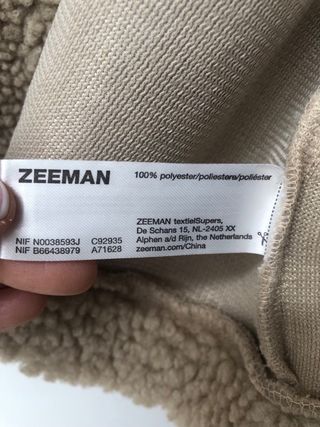 ZEEMAN
100% polyester/poliestere/poliéster
ZEEMAN textielSupers,
De Schans 15, NL-2405 XX
NIF N0038593J C92935 Alphen a/d Rijn, the Netherlands
NIF B66438979 A71628 zeeman.com/China